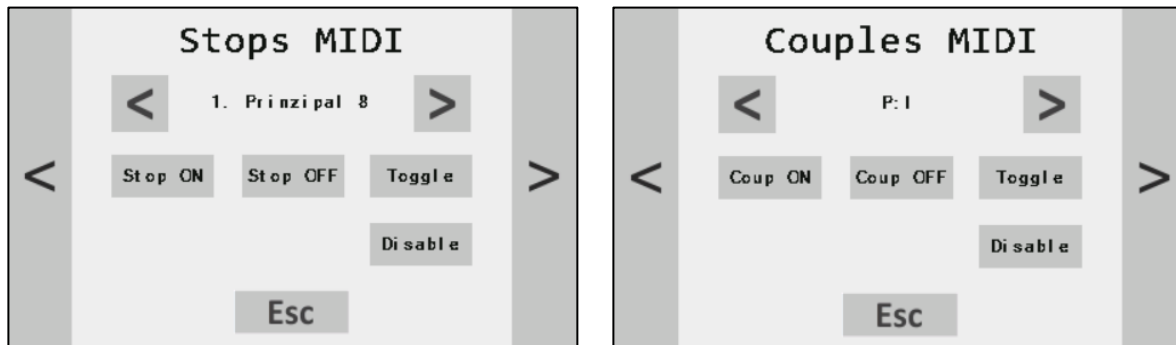 Stops MIDI
< 1. Prinzipal 8 >
< >
Stop ON Stop OFF Toggle
Disable
Esc
Couples MIDI
< P:I >
< >
Coup ON Coup OFF Toggle
Disable
Esc